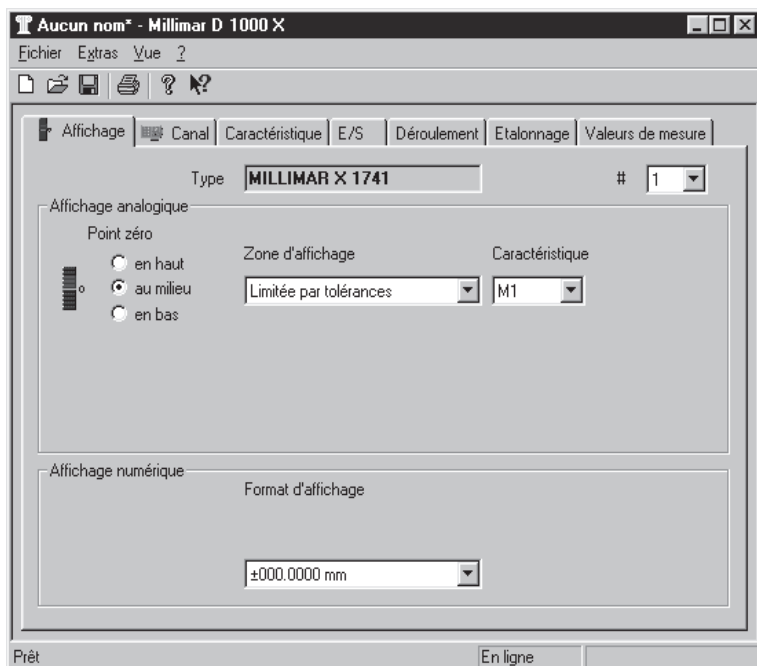 Aucun nom* - Millimar D 1000 X
Fichier Extras Vue ?
Affichage Canal Caractéristique E/S Déroulement Etalonnage Valeurs de mesure
Type MILLIMAR X 1741 # 1
Affichage analogique
Point zéro
en haut
Zone d'affichage Caractéristique
au milieu
Limitée par tolérances M1
en bas
Affichage numérique
Format d'affichage
±000.0000 mm
Prêt En ligne